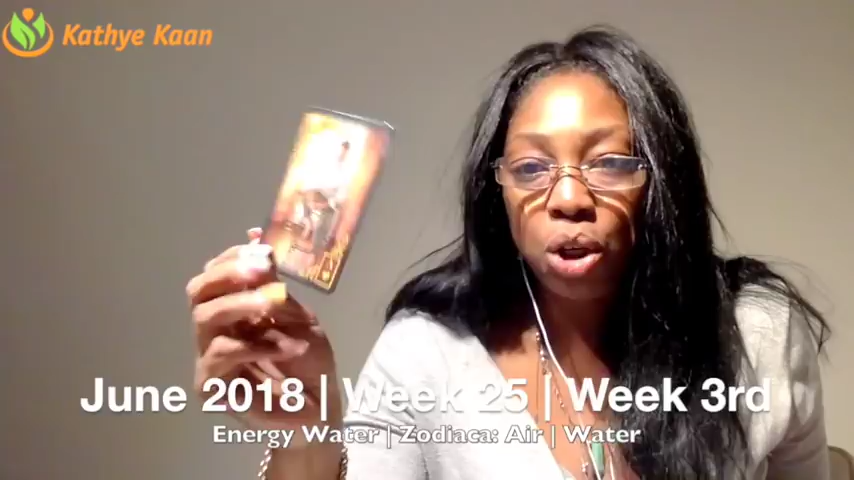 Kathye Kaan
June 2018 | Week 25 | Week 3rd
Energy Water | Zodiaca: Air | Water